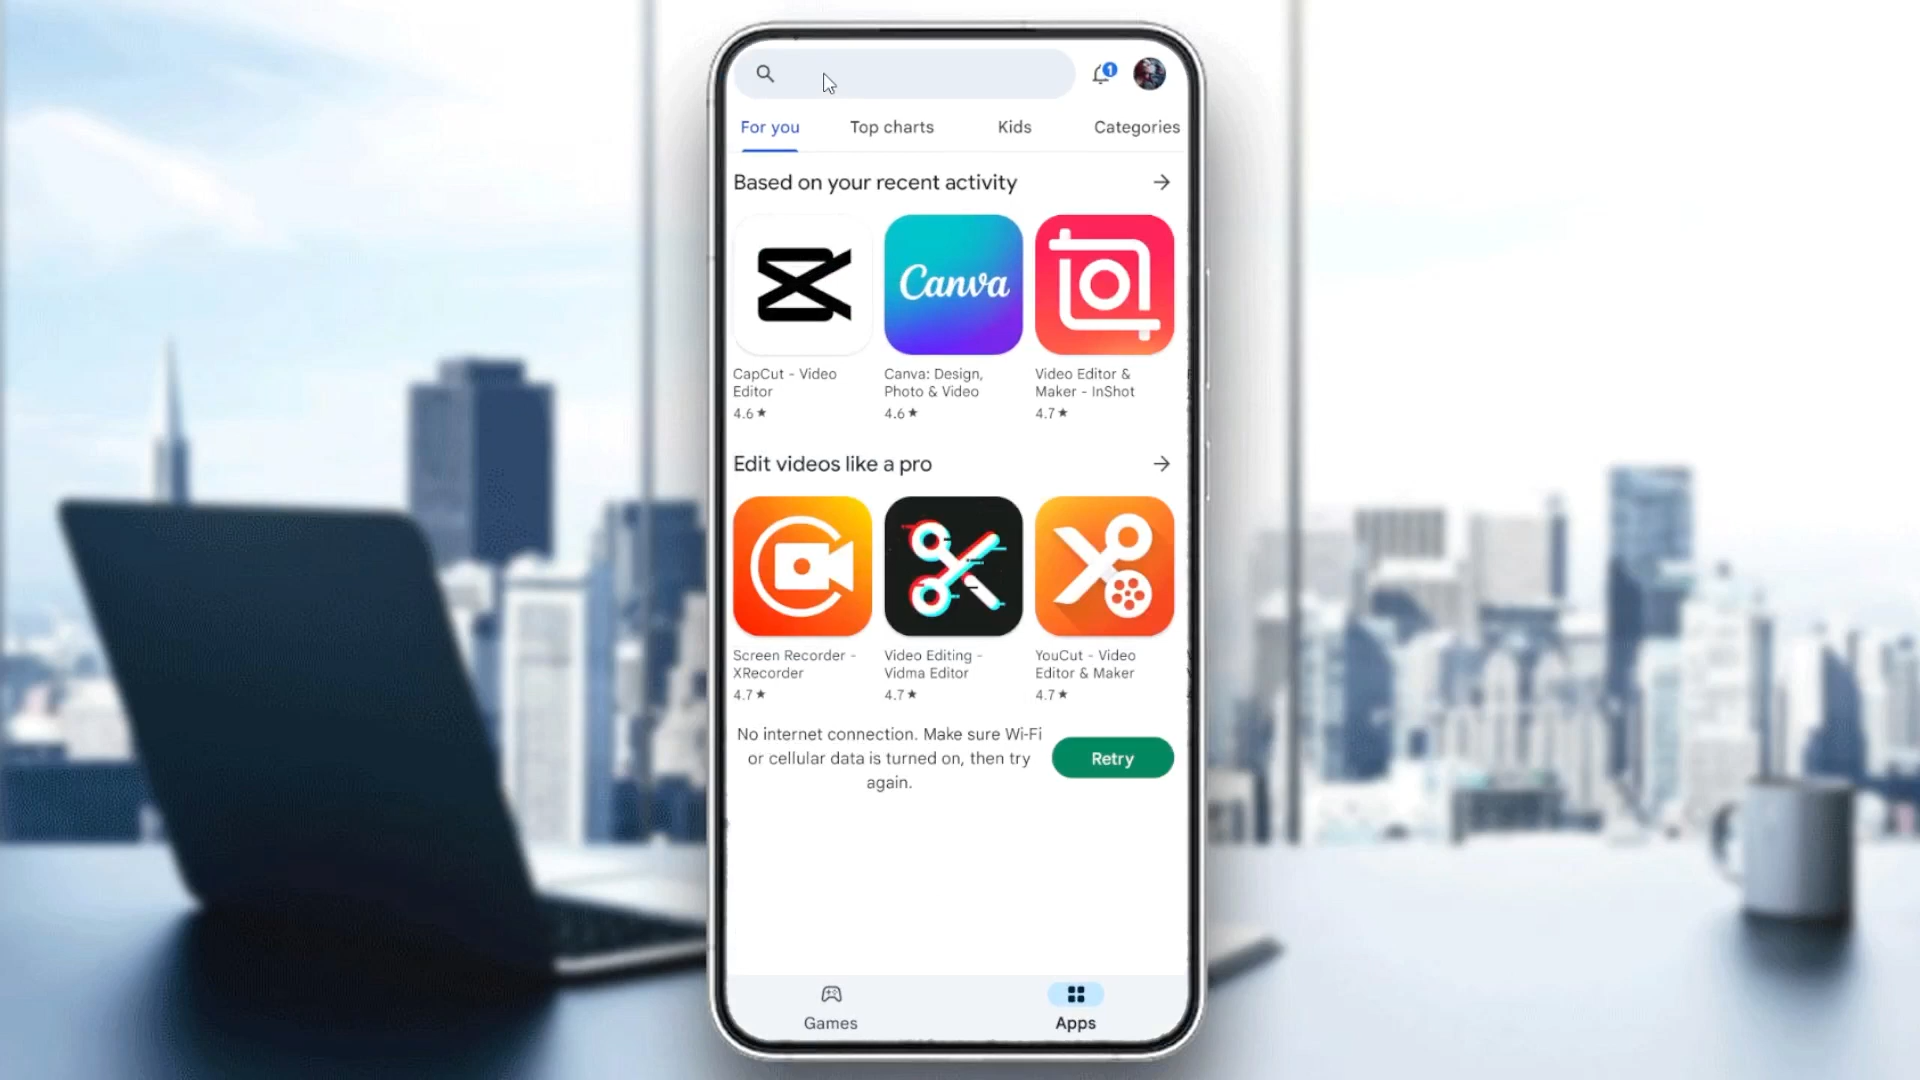 1
For you
Top charts
Kids
Categories
Based on your recent activity
Canva
CapCut - Video
Editor
4.6★
Canva: Design,
Photo & Video
4.6★
Video Editor &
Maker - InShot
4.7★
Edit videos like a pro
Screen Recorder -
XRecorder
4.7★
Video Editing -
Vidma Editor
4.7★
YouCut - Video
Editor & Maker
4.7★
No internet connection. Make sure Wi-Fi
or cellular data is turned on, then try
again.
Retry
Games
Apps